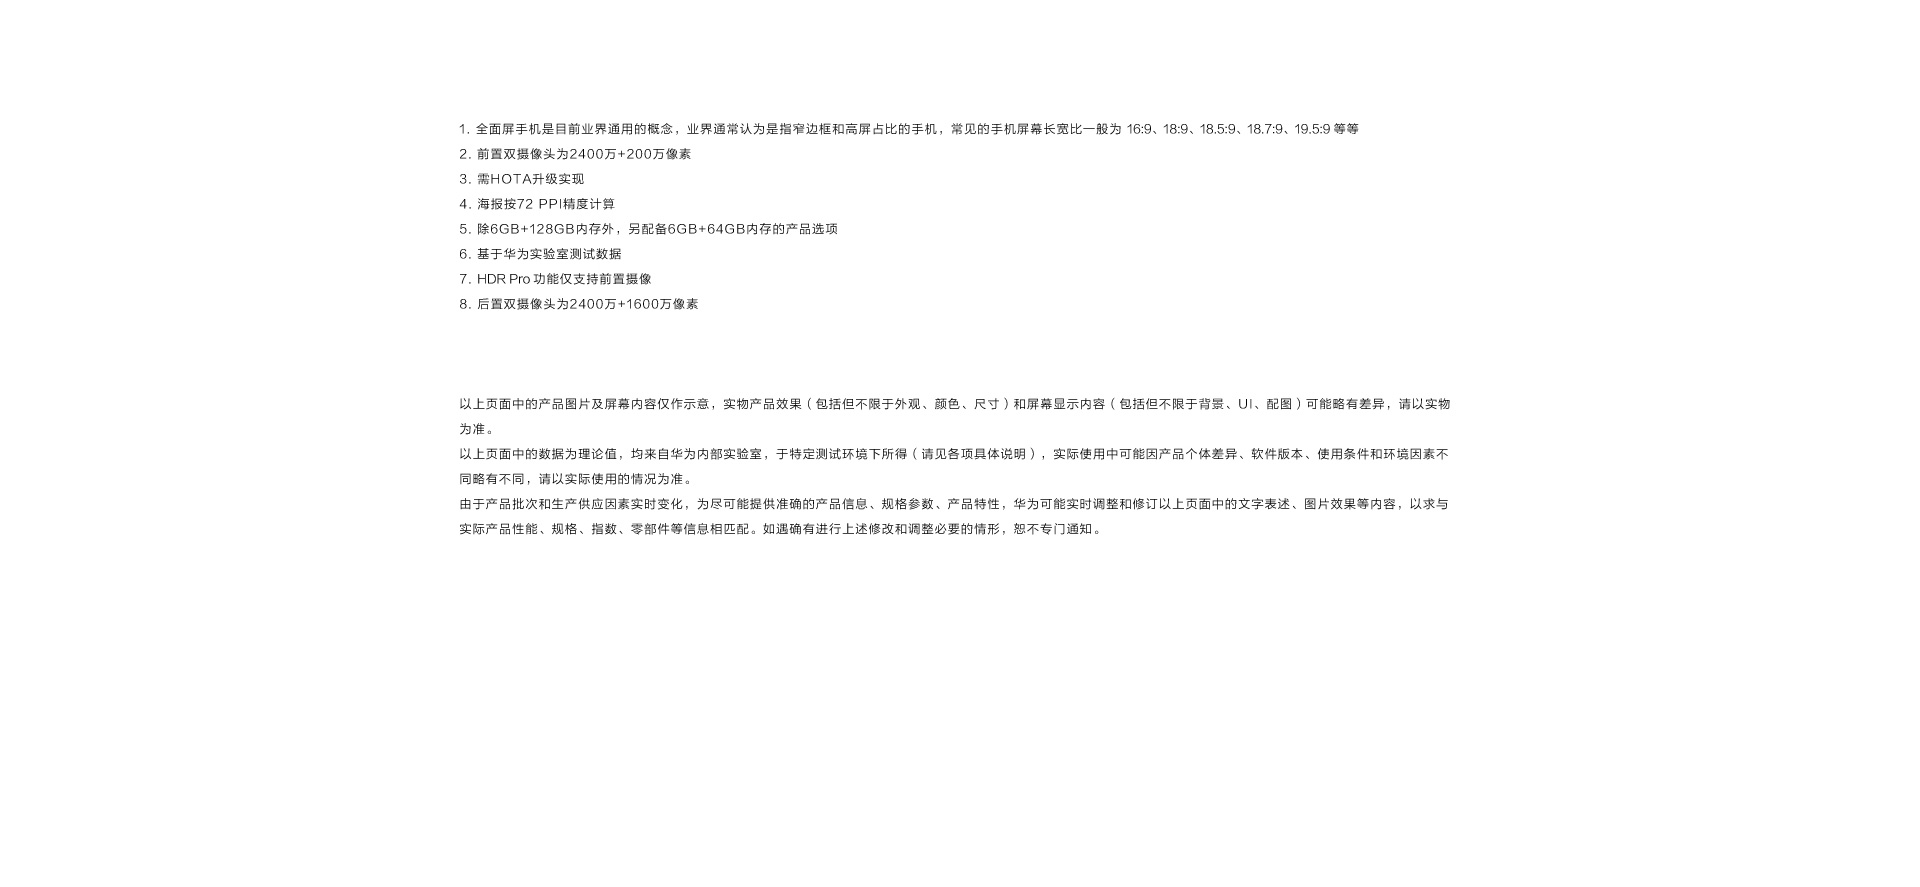 1. 全面屏手机是目前业界通用的概念，业界通常认为是指窄边框和高屏占比的手机，常见的手机屏幕长宽比一般为 16:9、18:9、18.5:9、18.7:9、19.5:9 等等
2. 前置双摄像头为2400万+200万像素
3. 需HOTA升级实现
4. 海报按72 PPI精度计算
5. 除6GB+128GB内存外，另配备6GB+64GB内存的产品选项
6. 基于华为实验室测试数据
7. HDR Pro 功能仅支持前置摄像
8. 后置双摄像头为2400万+1600万像素
以上页面中的产品图片及屏幕内容仅作示意，实物产品效果（包括但不限于外观、颜色、尺寸）和屏幕显示内容（包括但不限于背景、UI、配图）可能略有差异，请以实物
为准。
以上页面中的数据为理论值，均来自华为内部实验室，于特定测试环境下所得（请见各项具体说明），实际使用中可能因产品个体差异、软件版本、使用条件和环境因素不
同略有不同，请以实际使用的情况为准。
由于产品批次和生产供应因素实时变化，为尽可能提供准确的产品信息、规格参数、产品特性，华为可能实时调整和修订以上页面中的文字表述、图片效果等内容，以求与
实际产品性能、规格、指数、零部件等信息相匹配。如遇确有进行上述修改和调整必要的情形，恕不专门通知。